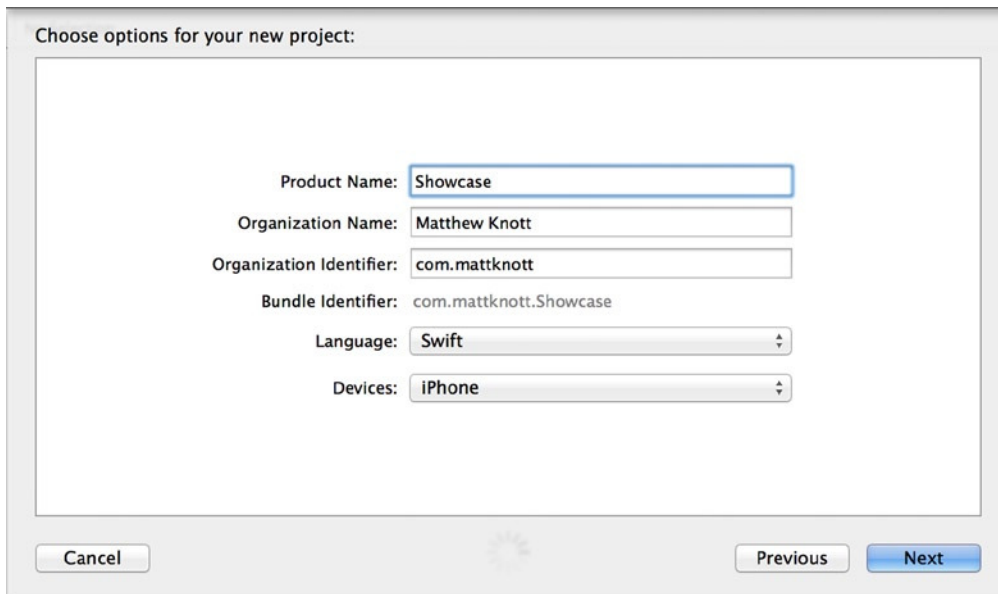 Choose options for your new project:
Product Name: Showcase
Organization Name: Matthew Knott
Organization Identifier: com.mattknott
Bundle Identifier: com.mattknott.Showcase
Language: Swift
Devices: iPhone
Cancel Previous Next